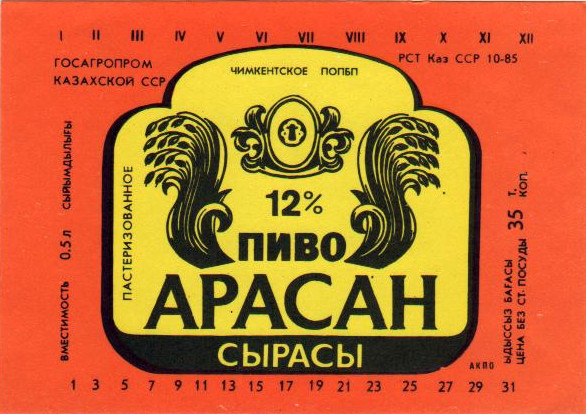 I II III IV V VI VII VIII IX X XI XII
ГОСАГРОПРОМ
КАЗАХСКОЙ ССР
ЧИМКЕНТСКОЕ ПОПБП
РСТ Каз ССР 10-85
ВМЕСТИМОСТЬ 0,5 л СЫЙЫМДЫЛЫҒЫ
ПАСТЕРИЗОВАННОЕ
12%
ПИВО
АРАСАН
СЫРАСЫ
ЫДЫССЫЗ БАҒАСЫ
ЦЕНА БЕЗ СТ. ПОСУДЫ 35 Т. КОП.
АКПО
1 3 5 7 9 11 13 15 17 19 21 23 25 27 29 31